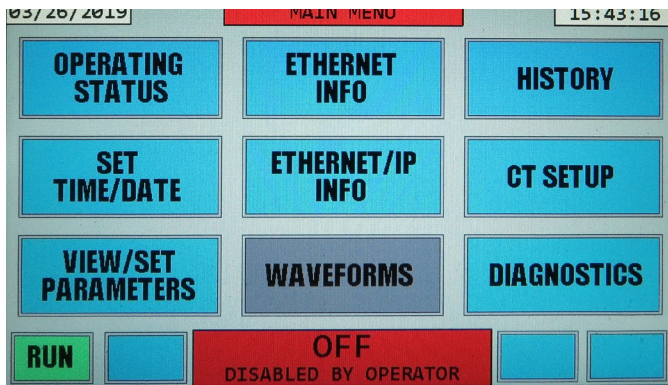 03/26/2019 MAIN MENU 15:43:16
OPERATING
STATUS
ETHERNET
INFO
HISTORY
SET
TIME/DATE
ETHERNET/IP
INFO
CT SETUP
VIEW/SET
PARAMETERS
WAVEFORMS
DIAGNOSTICS
RUN
OFF
DISABLED BY OPERATOR